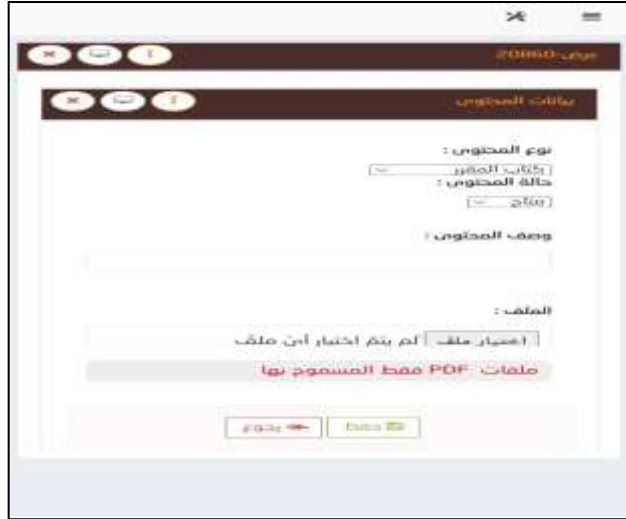 عرض-20860
بيانات المحتوى
نوع المحتوى :
كتاب المقرر
حالة المحتوى :
متاح
وصف المحتوى :
الملف :
اختيار ملف لم يتم اختيار أي ملف
ملفات PDF فقط المسموح بها
حفظ رجوع